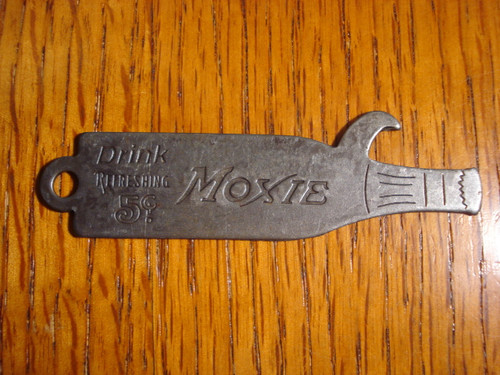 Drink
REFRESHING
5¢
MOXIE